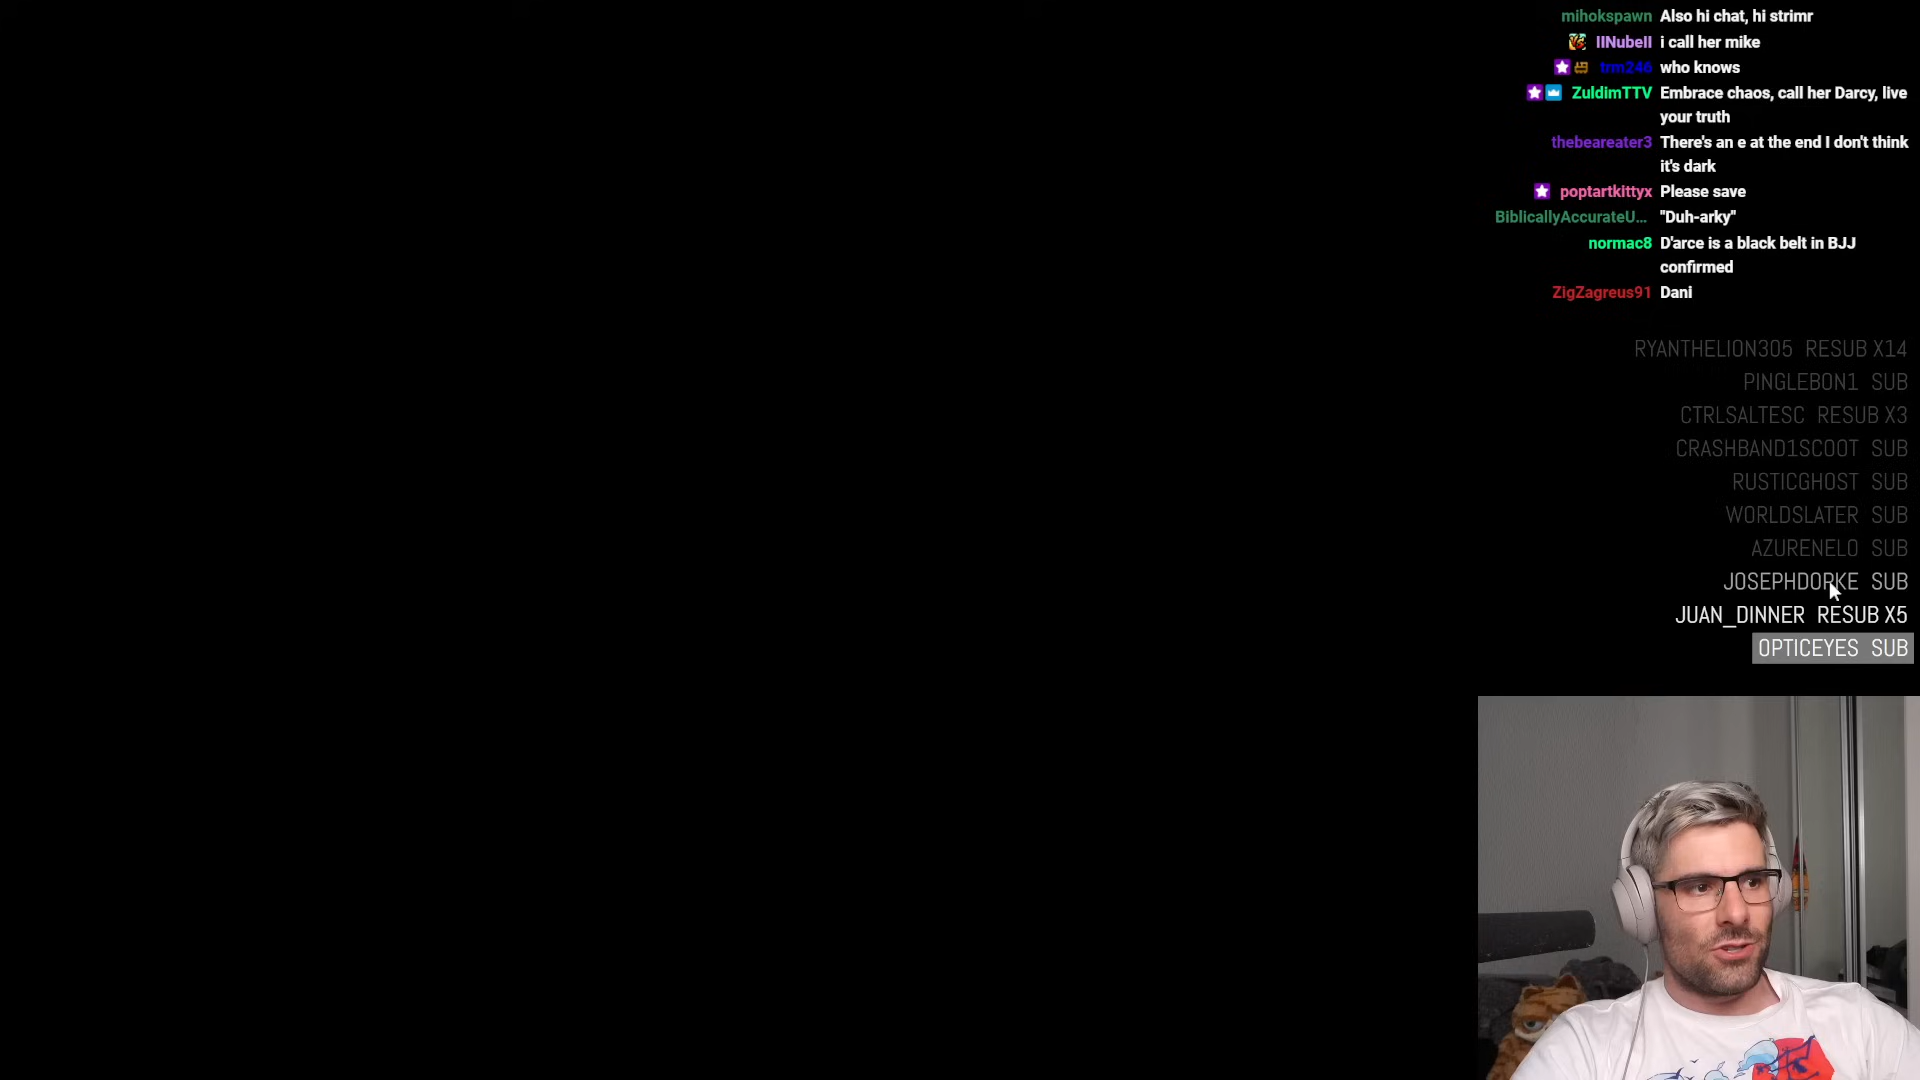 mihokspawn Also hi chat, hi strimr
IINubeII i call her mike
trm246 who knows
ZuldimTTV Embrace chaos, call her Darcy, live
your truth
thebeareater3 There's an e at the end I don't think
it's dark
poptartkittyx Please save
BiblicallyAccurateU... "Duh-arky"
normac8 D'arce is a black belt in BJJ
confirmed
ZigZagreus91 Dani
RYANTHELION305 RESUB X14
PINGLEBON1 SUB
CTRLSALTESC RESUB X3
CRASHBAND1SCOOT SUB
RUSTICGHOST SUB
WORLDSLATER SUB
AZURENELO SUB
JOSEPHDORKE SUB
JUAN_DINNER RESUB X5
OPTICEYES SUB